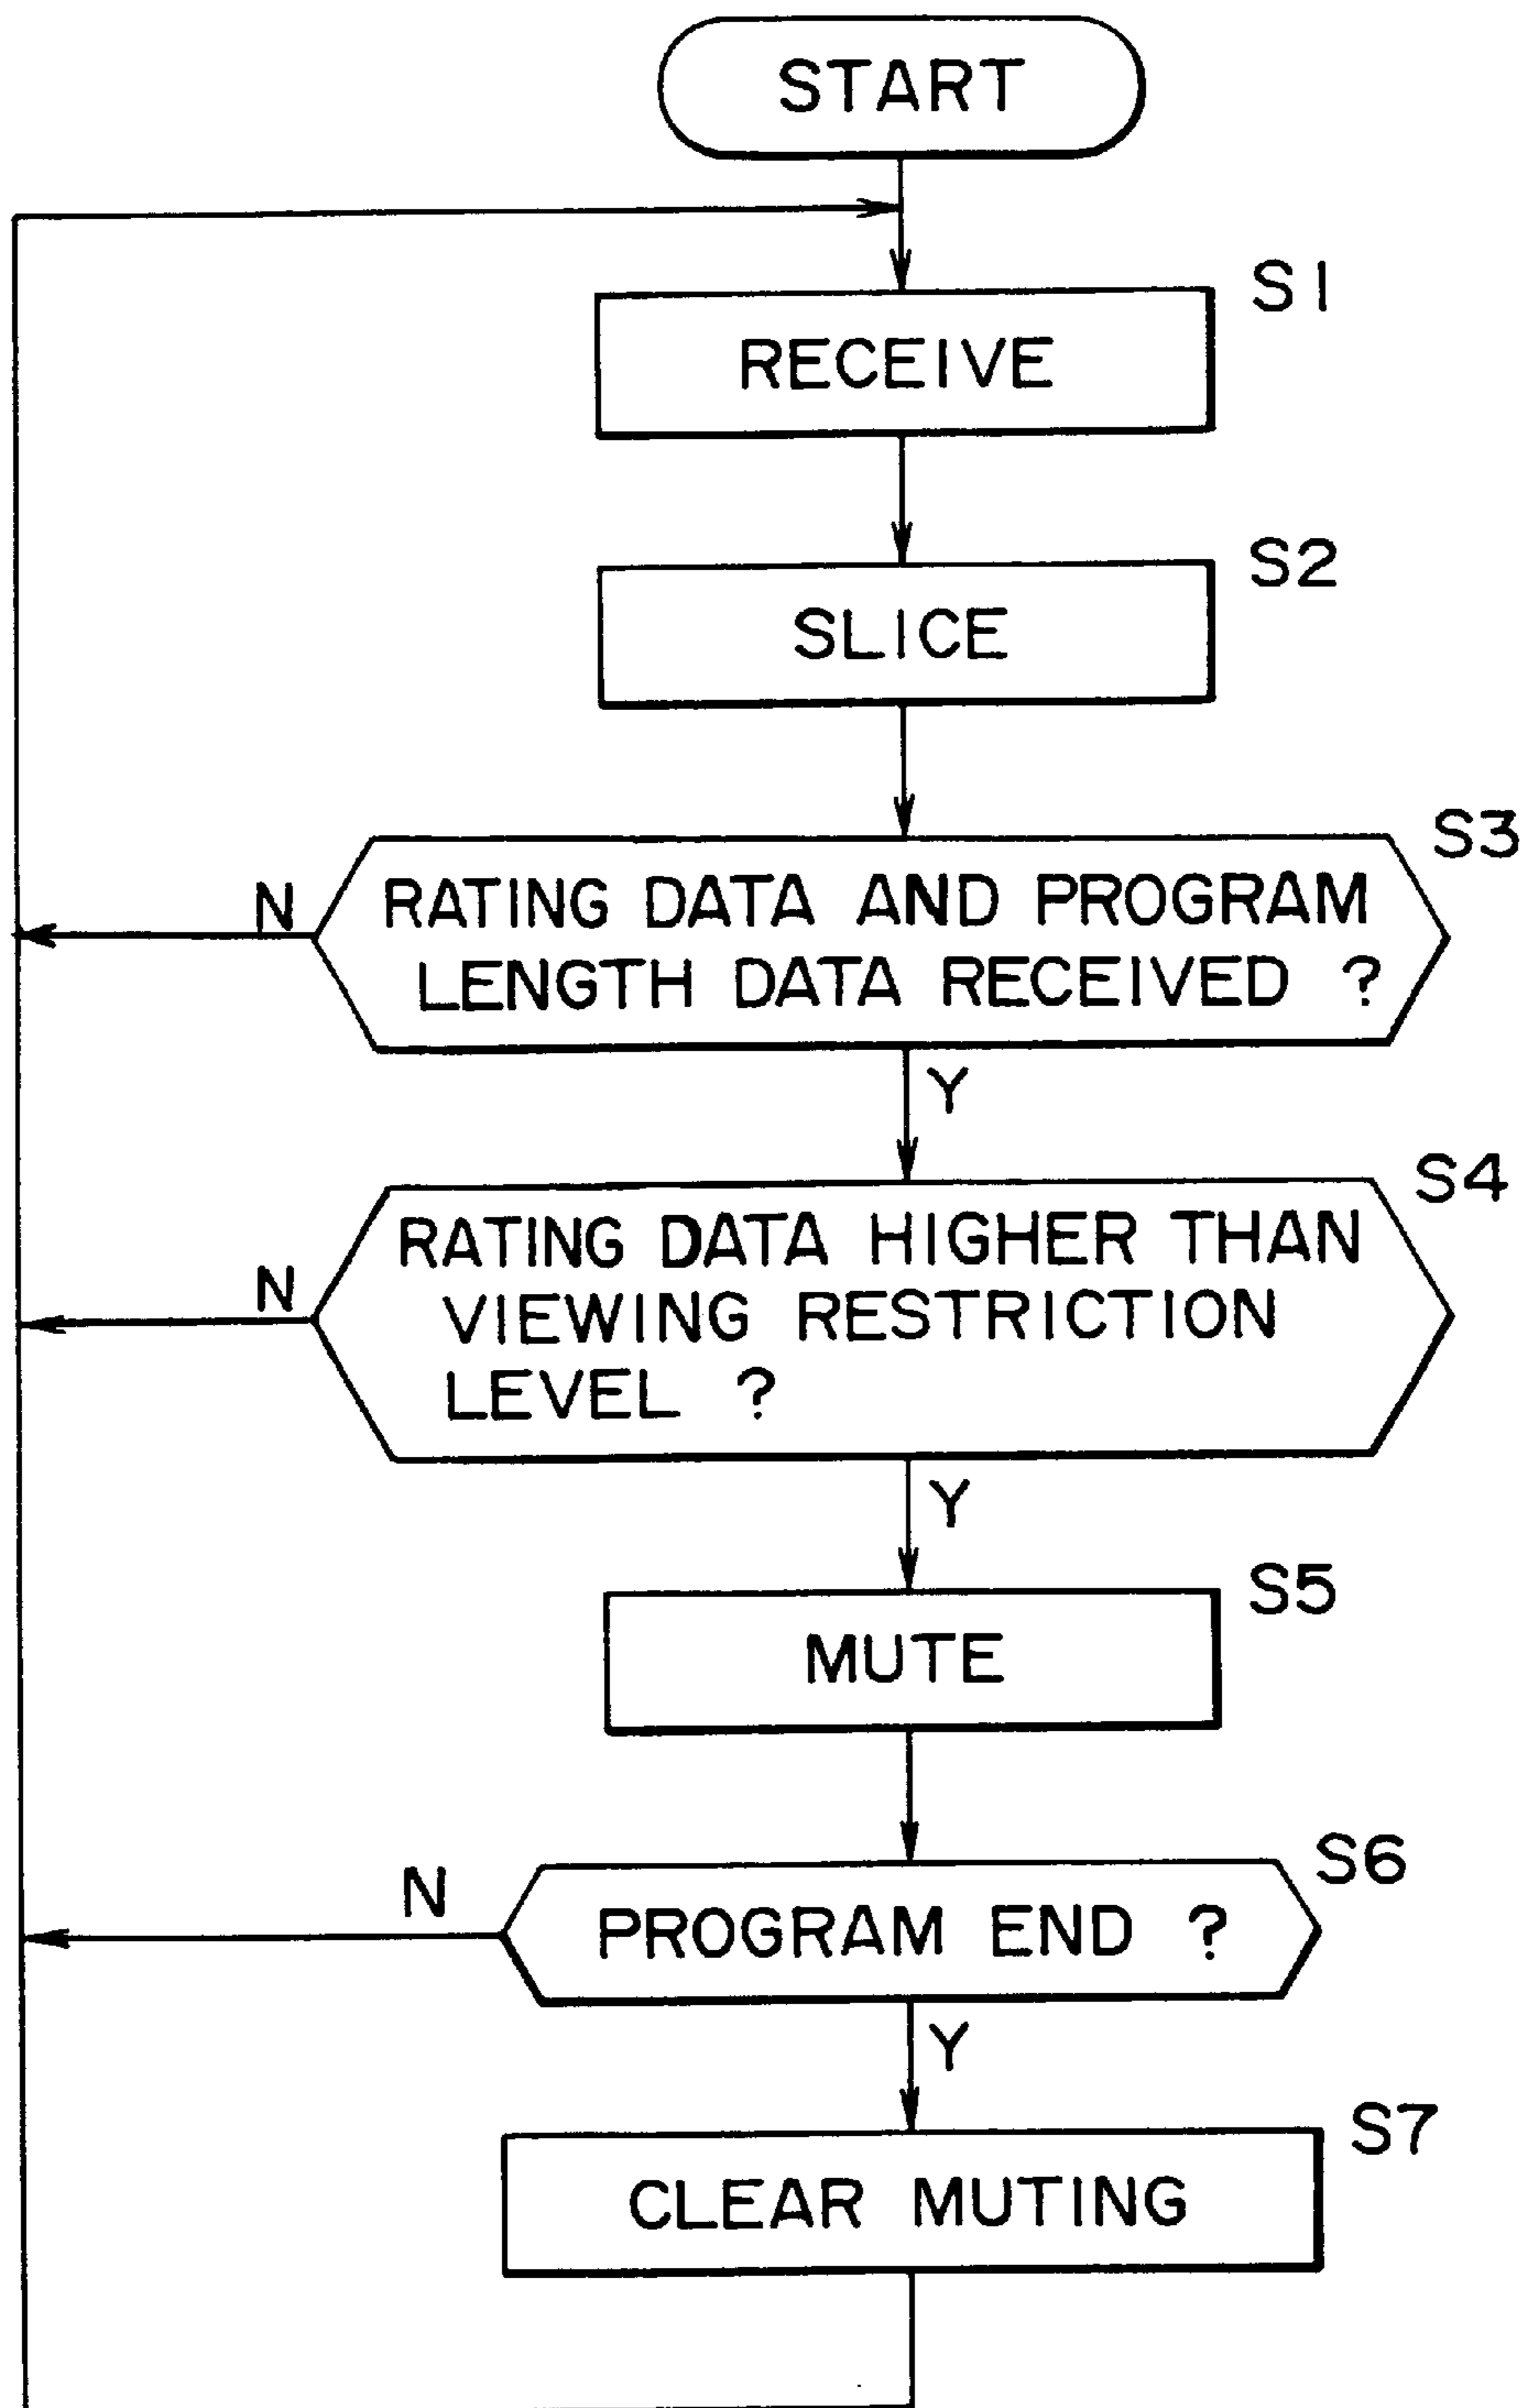 START
S1
RECEIVE
S2
SLICE
S3
N
RATING DATA AND PROGRAM
LENGTH DATA RECEIVED ?
Y
S4
N
RATING DATA HIGHER THAN
VIEWING RESTRICTION
LEVEL ?
Y
S5
MUTE
S6
N
PROGRAM END ?
Y
S7
CLEAR MUTING